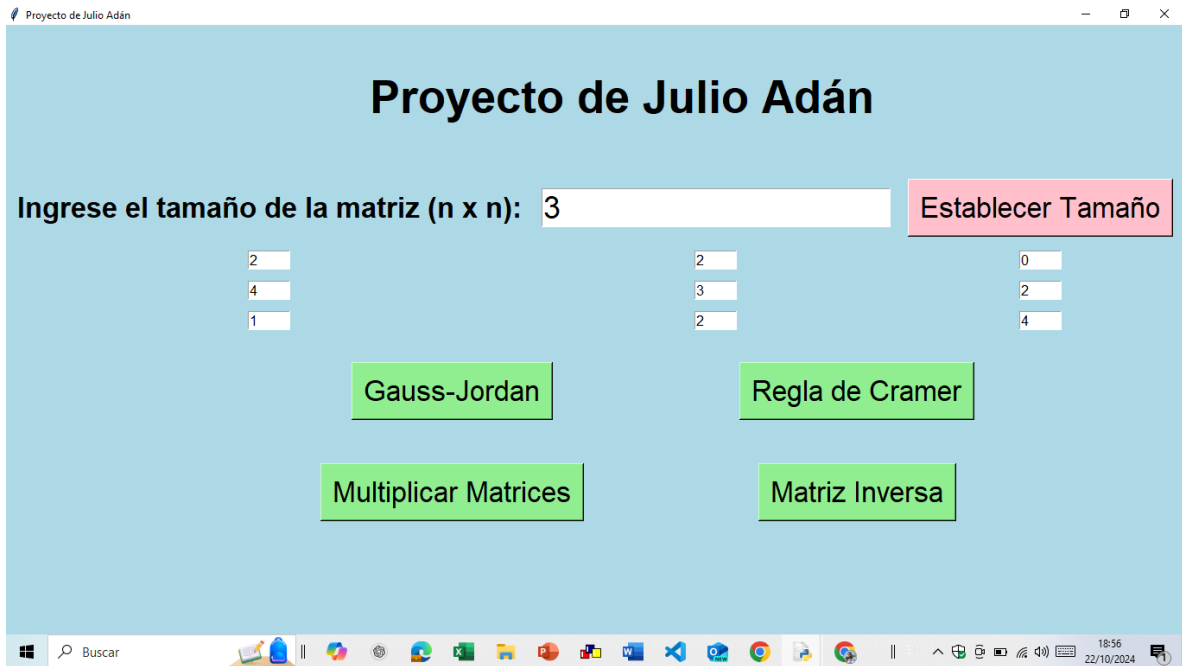 Proyecto de Julio Adán
Proyecto de Julio Adán
Ingrese el tamaño de la matriz (n x n): 3 Establecer Tamaño
2 2 0
4 3 2
1 2 4
Gauss-Jordan Regla de Cramer
Multiplicar Matrices Matriz Inversa
Buscar
18:56
22/10/2024